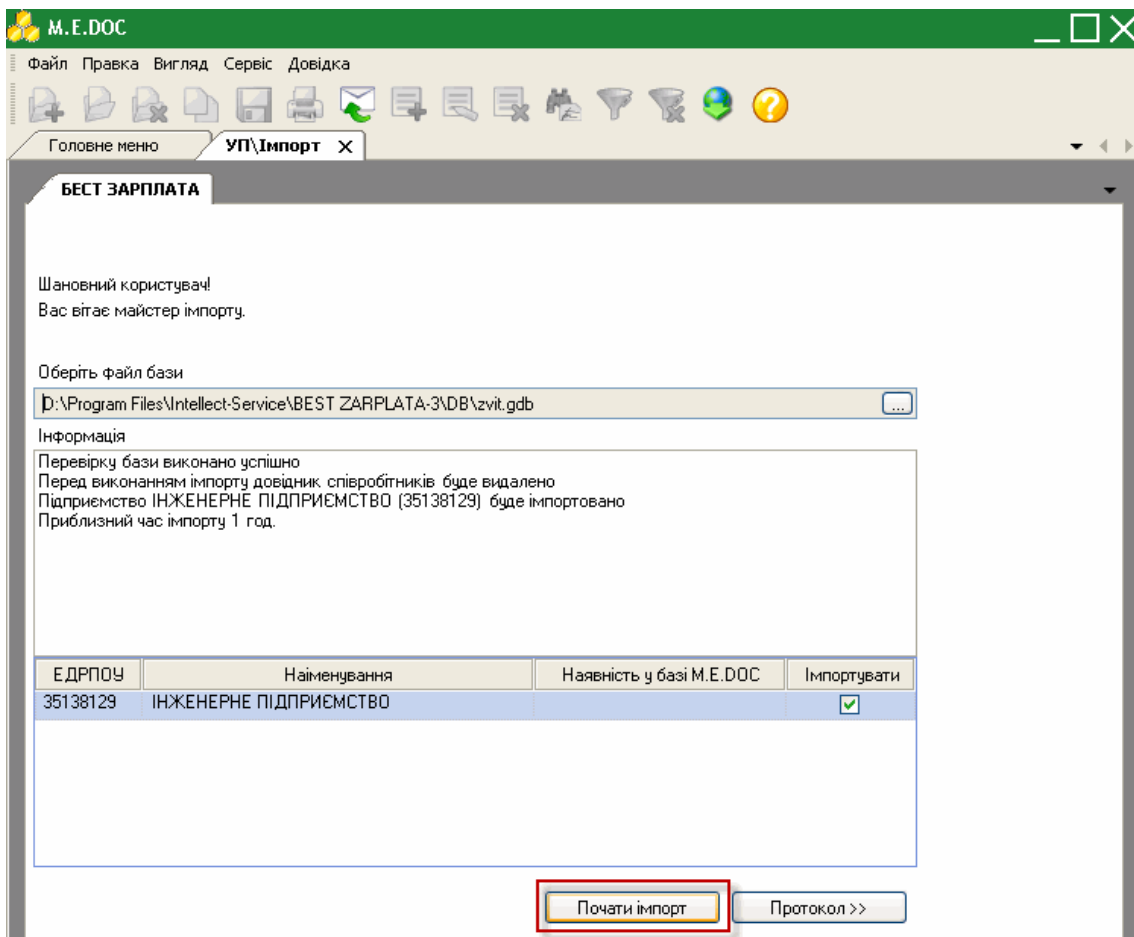 M.E.DOC
Файл Правка Вигляд Сервіс Довідка
Головне меню УП\Імпорт X
БЕСТ ЗАРПЛАТА
Шановний користувач!
Вас вітає майстер імпорту.
Оберіть файл бази
D:\Program Files\Intellect-Service\BEST ZARPLATA-3\DB\zvit.gdb ...
Інформація
Перевірку бази виконано успішно
Перед виконанням імпорту довідник співробітників буде видалено
Підприємство ІНЖЕНЕРНЕ ПІДПРИЄМСТВО (35138129) буде імпортовано
Приблизний час імпорту 1 год.
ЕДРПОУ Наіменування Наявність у базі M.E.DOC Імпортувати
35138129 ІНЖЕНЕРНЕ ПІДПРИЄМСТВО
Почати імпорт Протокол >>